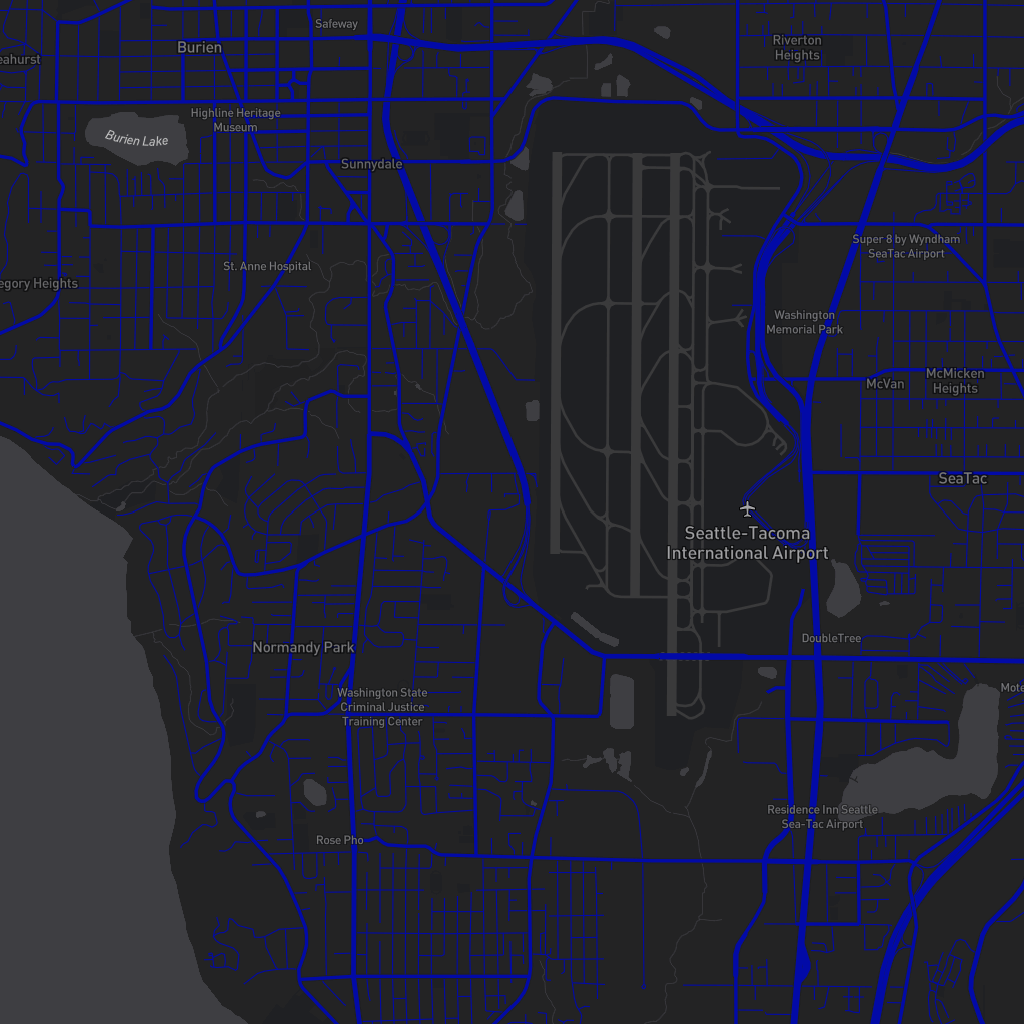 Safeway
Burien
Riverton
Heights
eahurst
Highline Heritage
Museum
Burien Lake
Sunnydale
Super 8 by Wyndham
SeaTac Airport
St. Anne Hospital
egory Heights
Washington
Memorial Park
McMicken
Heights
McVan
SeaTac
Seattle-Tacoma
International Airport
DoubleTree
Normandy Park
Mote
Washington State
Criminal Justice
Training Center
Residence Inn Seattle
Sea-Tac Airport
Rose Pho